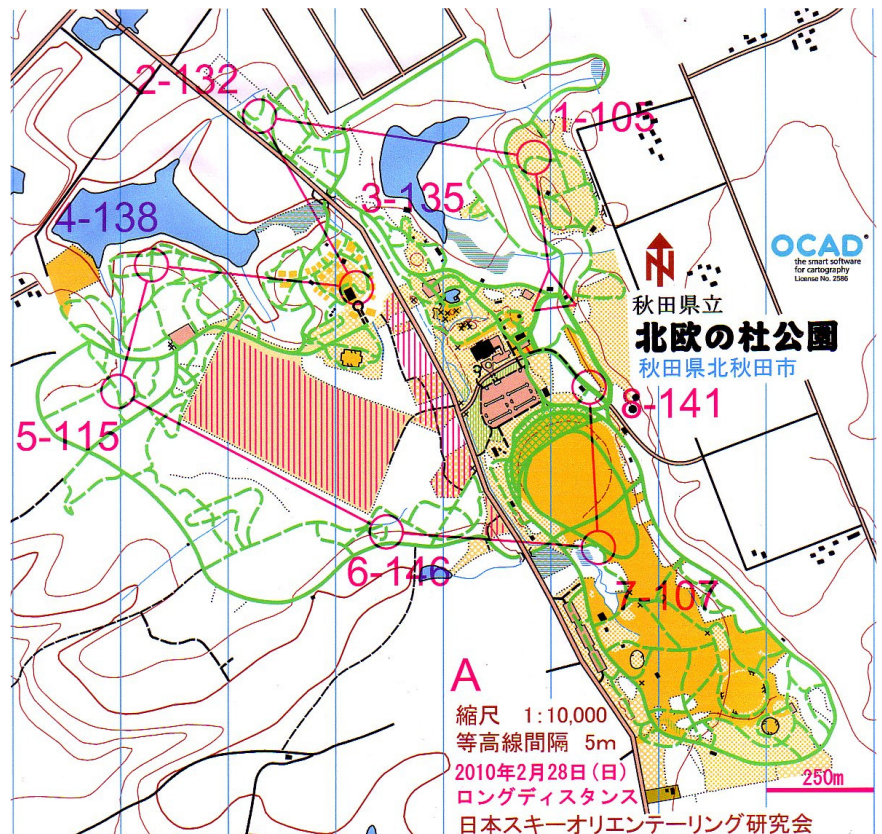 2-132
1-105
3-135
4-138
N
OCAD®
the smart software
for cartography
License No. 2586
秋田県立
北欧の杜公園
秋田県北秋田市
8-141
5-115
6-146
7-107
A
縮尺 1:10,000
等高線間隔 5m
2010年2月28日(日)
ロングディスタンス
250m
日本スキーオリエンテーリング研究会